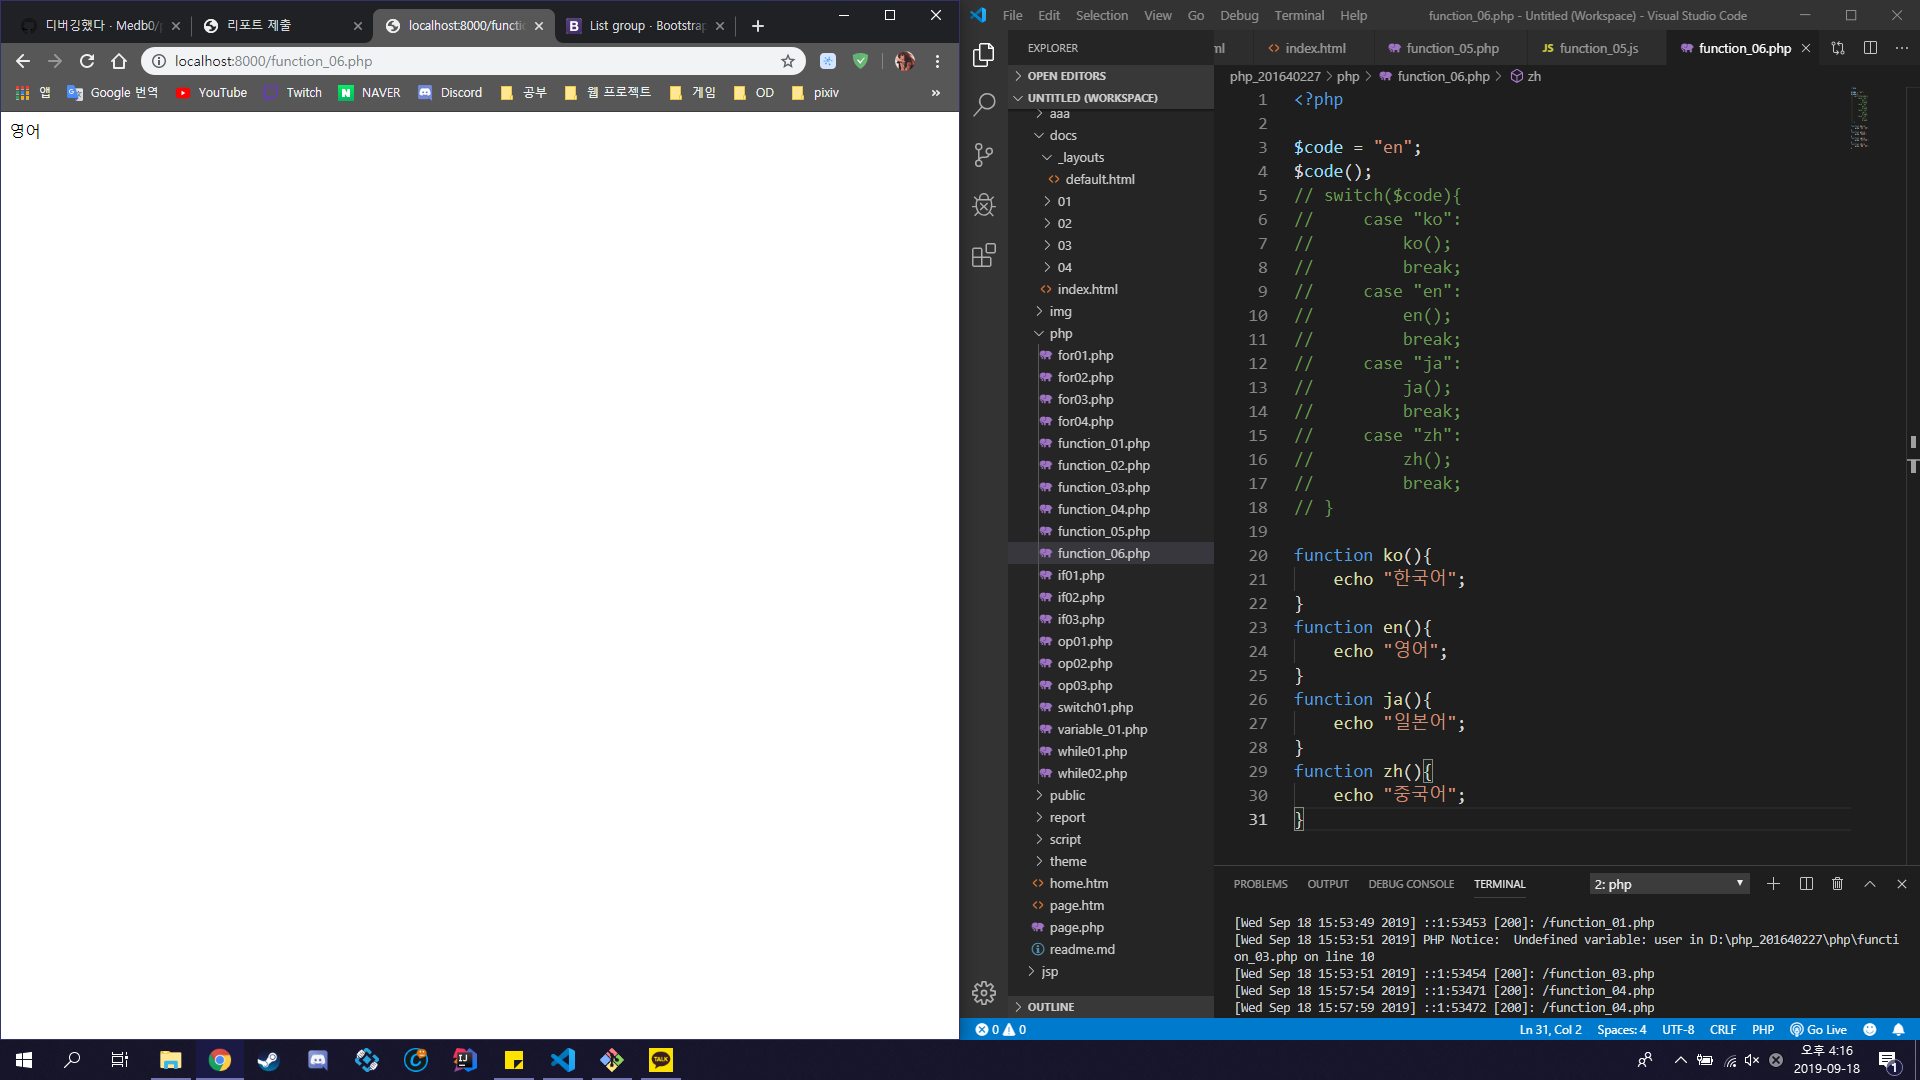 디버깅했다 · Medb0/
리포트 제출
localhost:8000/functi
List group · Bootstrap
localhost:8000/function_06.php
앱
Google 번역
YouTube
Twitch
NAVER
Discord
공부
웹 프로젝트
게임
OD
pixiv
»
영어
File Edit Selection View Go Debug Terminal Help
function_06.php - Untitled (Workspace) - Visual Studio Code
EXPLORER
OPEN EDITORS
UNTITLED (WORKSPACE)
aaa
docs
_layouts
default.html
01
02
03
04
index.html
img
php
for01.php
for02.php
for03.php
for04.php
function_01.php
function_02.php
function_03.php
function_04.php
function_05.php
function_06.php
if01.php
if02.php
if03.php
op01.php
op02.php
op03.php
switch01.php
variable_01.php
while01.php
while02.php
public
report
script
theme
home.htm
page.htm
page.php
readme.md
jsp
OUTLINE
ml
index.html
function_05.php
JS function_05.js
function_06.php
php_201640227 > php > function_06.php > zh
1 <?php
2
3 $code = "en";
4 $code();
5 // switch($code){
6 //     case "ko":
7 //         ko();
8 //         break;
9 //     case "en":
10 //         en();
11 //         break;
12 //     case "ja":
13 //         ja();
14 //         break;
15 //     case "zh":
16 //         zh();
17 //         break;
18 // }
19
20 function ko(){
21     echo "한국어";
22 }
23 function en(){
24     echo "영어";
25 }
26 function ja(){
27     echo "일본어";
28 }
29 function zh(){
30     echo "중국어";
31 }
PROBLEMS OUTPUT DEBUG CONSOLE TERMINAL
2: php
[Wed Sep 18 15:53:49 2019] ::1:53453 [200]: /function_01.php
[Wed Sep 18 15:53:51 2019] PHP Notice:  Undefined variable: user in D:\php_201640227\php\functi
on_03.php on line 10
[Wed Sep 18 15:53:51 2019] ::1:53454 [200]: /function_03.php
[Wed Sep 18 15:57:54 2019] ::1:53471 [200]: /function_04.php
[Wed Sep 18 15:57:59 2019] ::1:53472 [200]: /function_04.php
0 0
Ln 31, Col 2 Spaces: 4 UTF-8 CRLF PHP Go Live
TALK
오후 4:16
2019-09-18
1